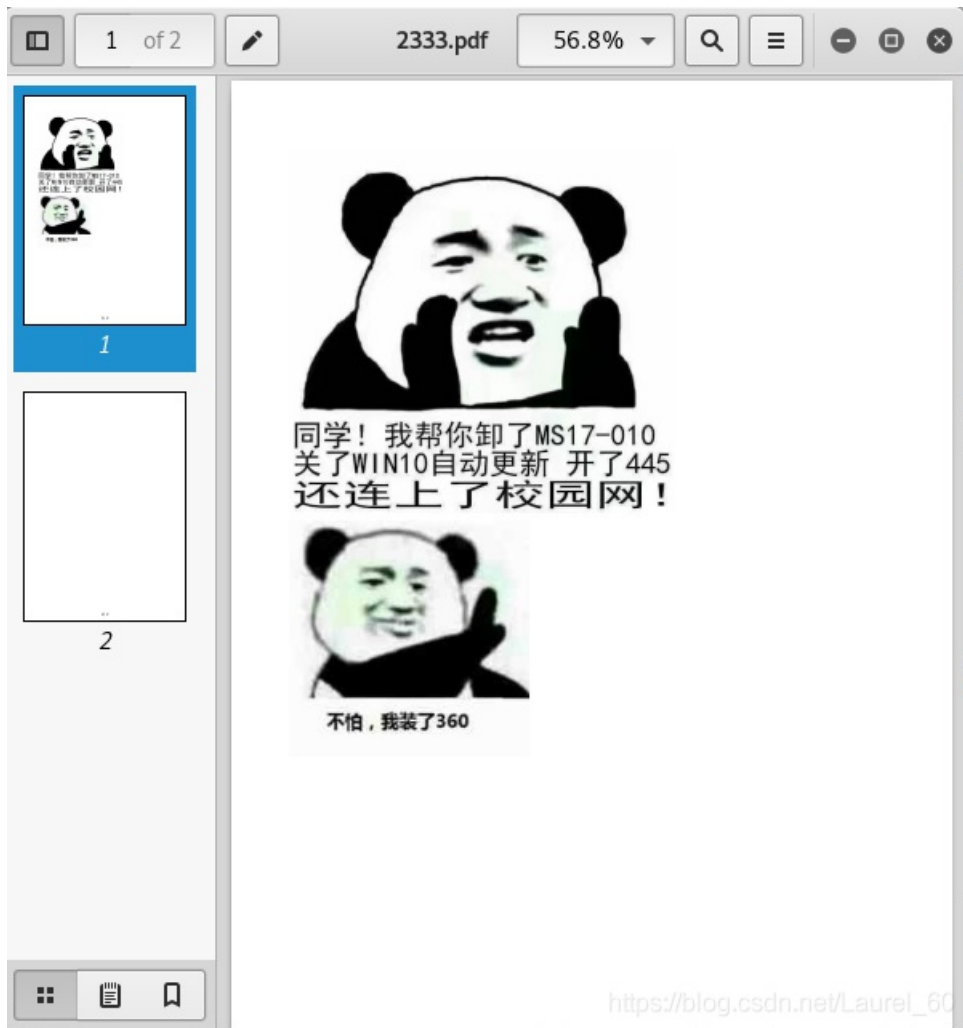 1 of 2
2333.pdf
56.8%
1
2
同学！我帮你卸了MS17-010
关了WIN10自动更新 开了445
还连上了校园网！
不怕，我装了360
https://blog.csdn.net/Laurel_60